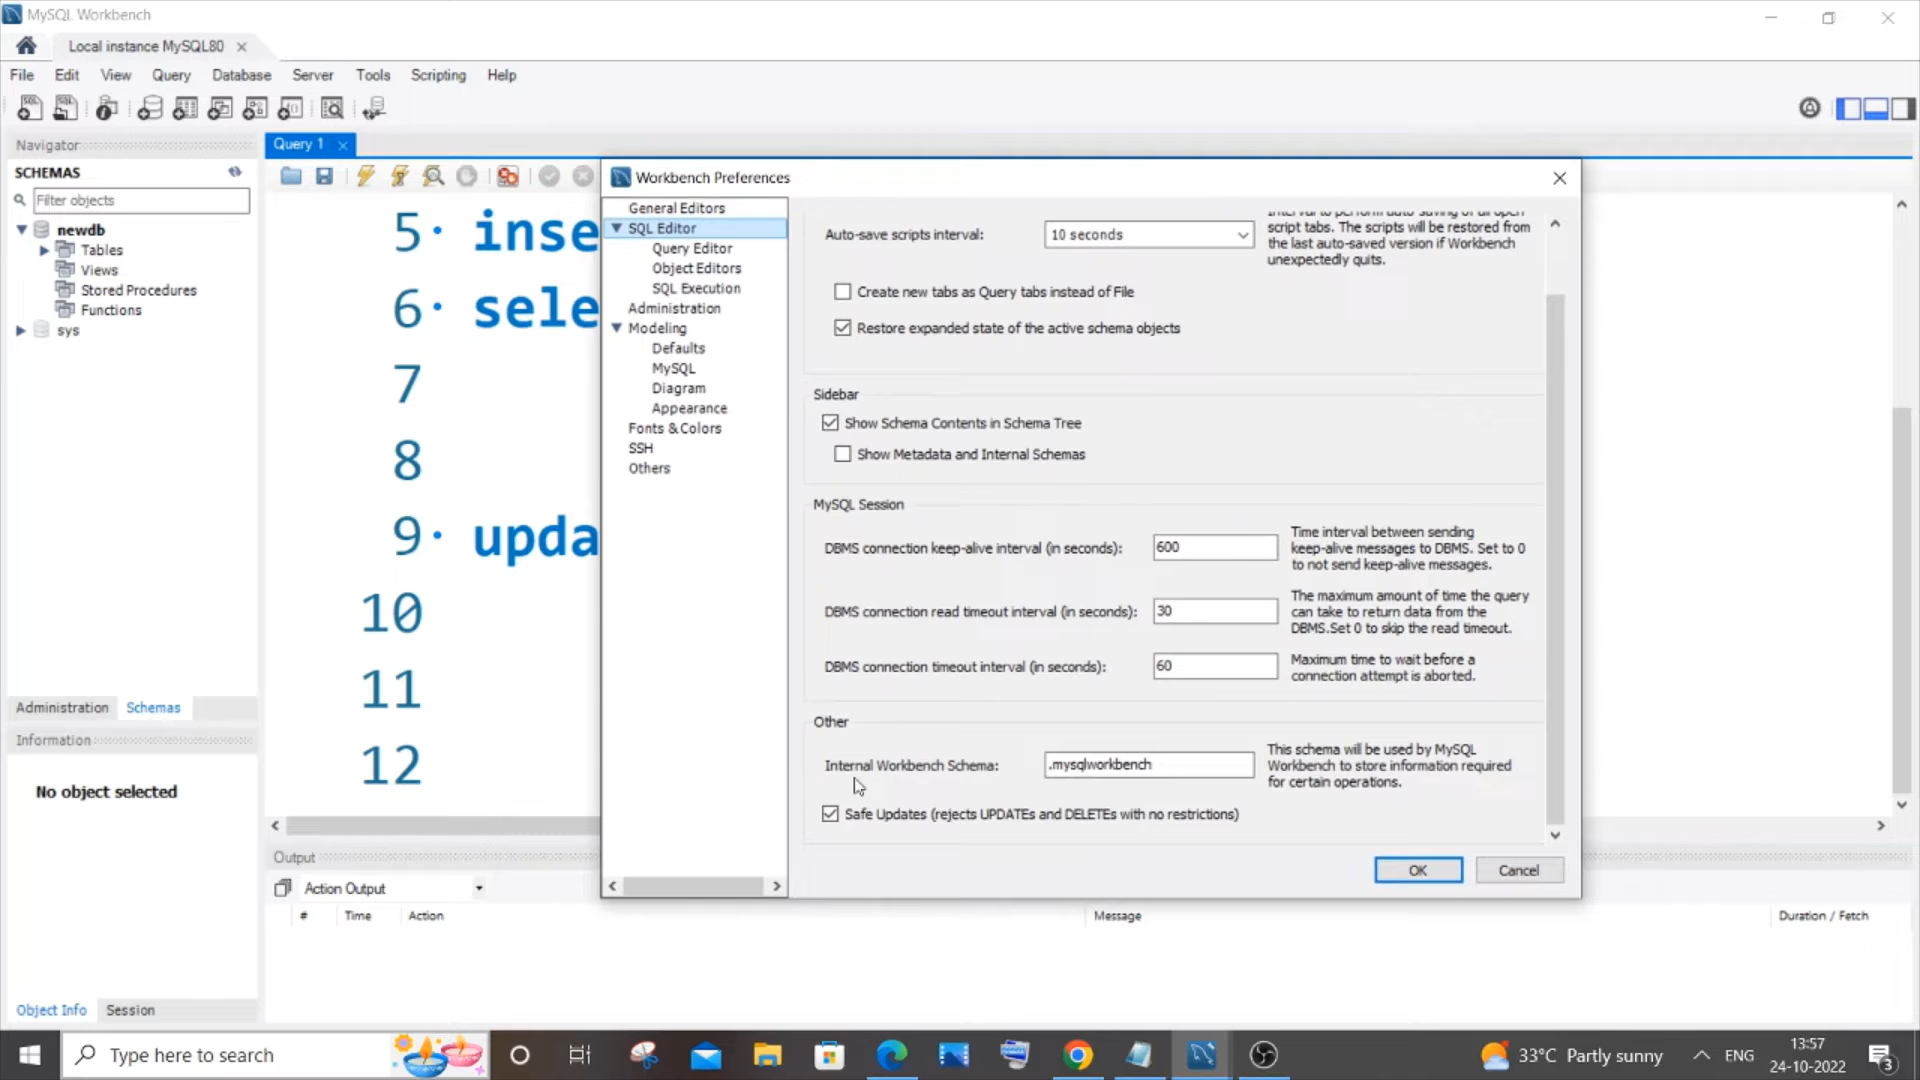 MySQL Workbench
Local instance MySQL80
File Edit View Query Database Server Tools Scripting Help
Navigator
SCHEMAS
Filter objects
newdb
Tables
Views
Stored Procedures
Functions
sys
Administration Schemas
Information
No object selected
Object Info Session
Query 1
5 inse
6 sele
7
8
9 upda
10
11
12
Workbench Preferences
General Editors
SQL Editor
Query Editor
Object Editors
SQL Execution
Administration
Modeling
Defaults
MySQL
Diagram
Appearance
Fonts & Colors
SSH
Others
Auto-save scripts interval: 10 seconds
Interval to perform auto-saving of all open
script tabs. The scripts will be restored from
the last auto-saved version if Workbench
unexpectedly quits.
Create new tabs as Query tabs instead of File
Restore expanded state of the active schema objects
Sidebar
Show Schema Contents in Schema Tree
Show Metadata and Internal Schemas
MySQL Session
DBMS connection keep-alive interval (in seconds): 600
Time interval between sending
keep-alive messages to DBMS. Set to 0
to not send keep-alive messages.
DBMS connection read timeout interval (in seconds): 30
The maximum amount of time the query
can take to return data from the
DBMS.Set 0 to skip the read timeout.
DBMS connection timeout interval (in seconds): 60
Maximum time to wait before a
connection attempt is aborted.
Other
Internal Workbench Schema: .mysqlworkbench
This schema will be used by MySQL
Workbench to store information required
for certain operations.
Safe Updates (rejects UPDATEs and DELETEs with no restrictions)
OK Cancel
Output
Action Output
# Time Action Message Duration / Fetch
Type here to search
33°C Partly sunny
ENG
13:57
24-10-2022
3